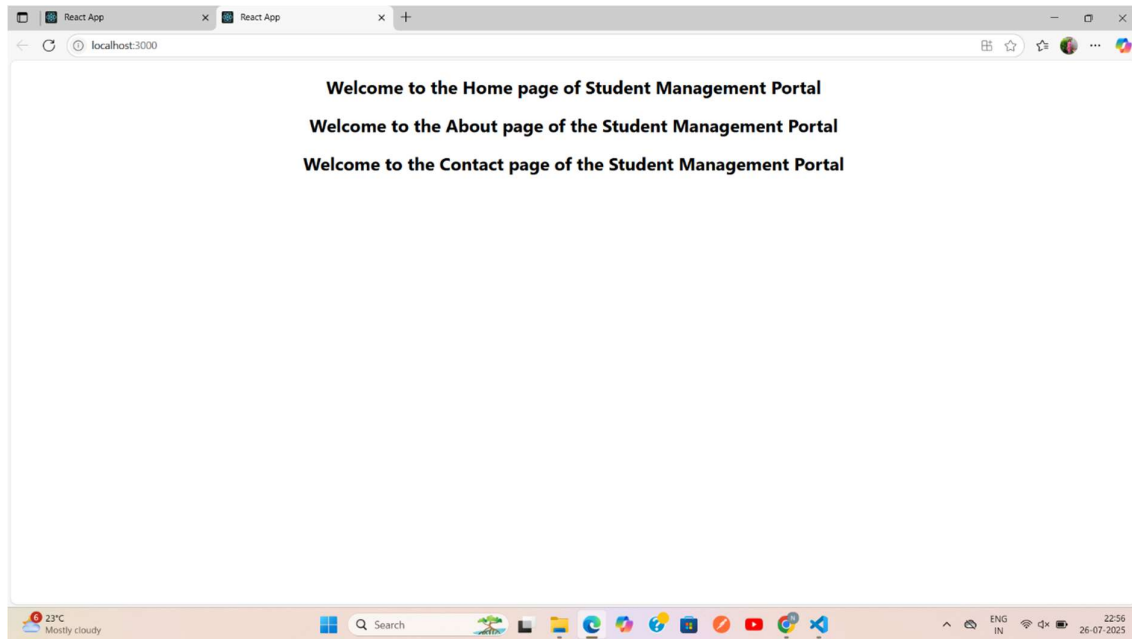 React App
React App
localhost:3000
Welcome to the Home page of Student Management Portal
Welcome to the About page of the Student Management Portal
Welcome to the Contact page of the Student Management Portal
6
23°C
Mostly cloudy
Search
ENG
IN
22:56
26-07-2025